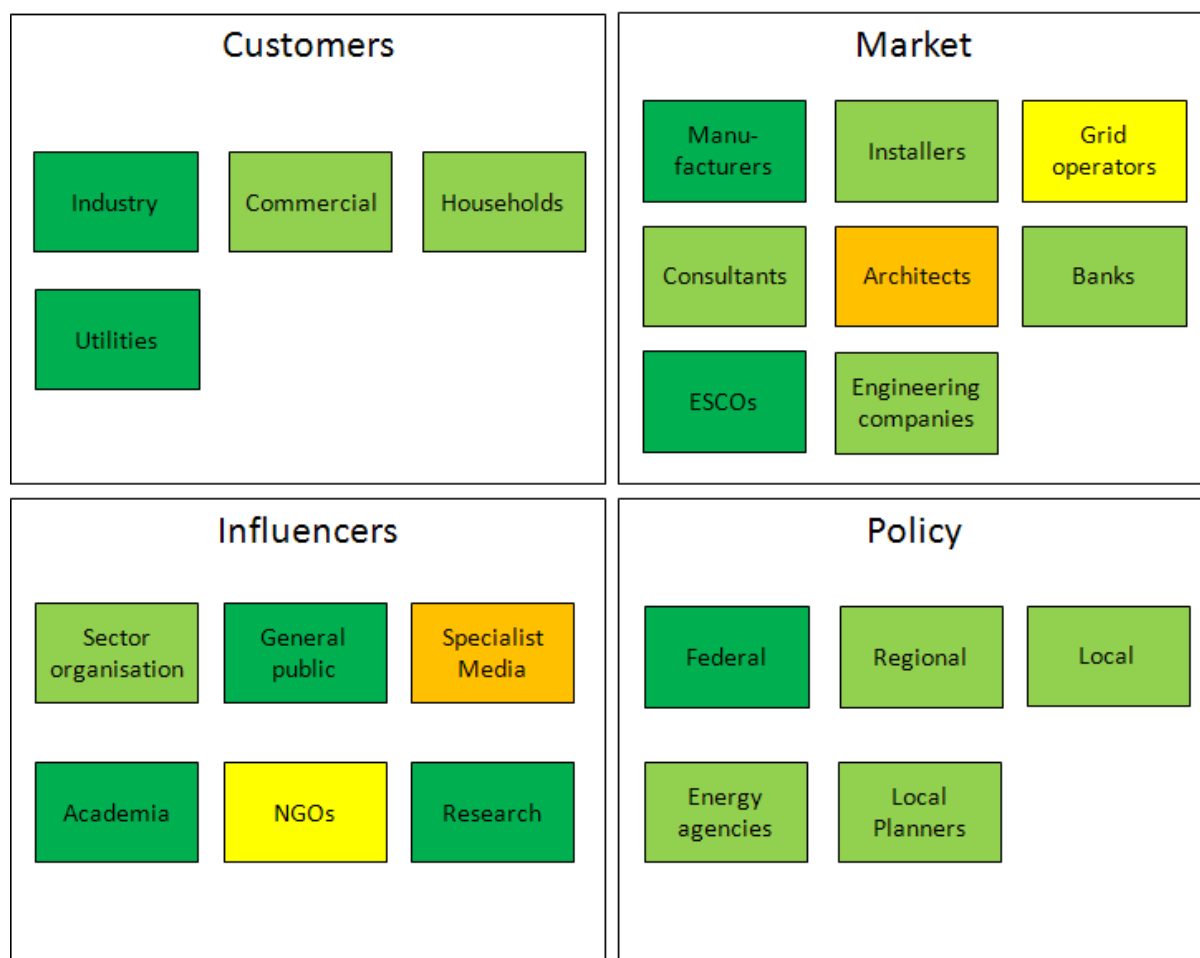 Customers
Industry
Commercial
Households
Utilities
Market
Manu-
facturers
Installers
Grid
operators
Consultants
Architects
Banks
ESCOs
Engineering
companies
Influencers
Sector
organisation
General
public
Specialist
Media
Academia
NGOs
Research
Policy
Federal
Regional
Local
Energy
agencies
Local
Planners